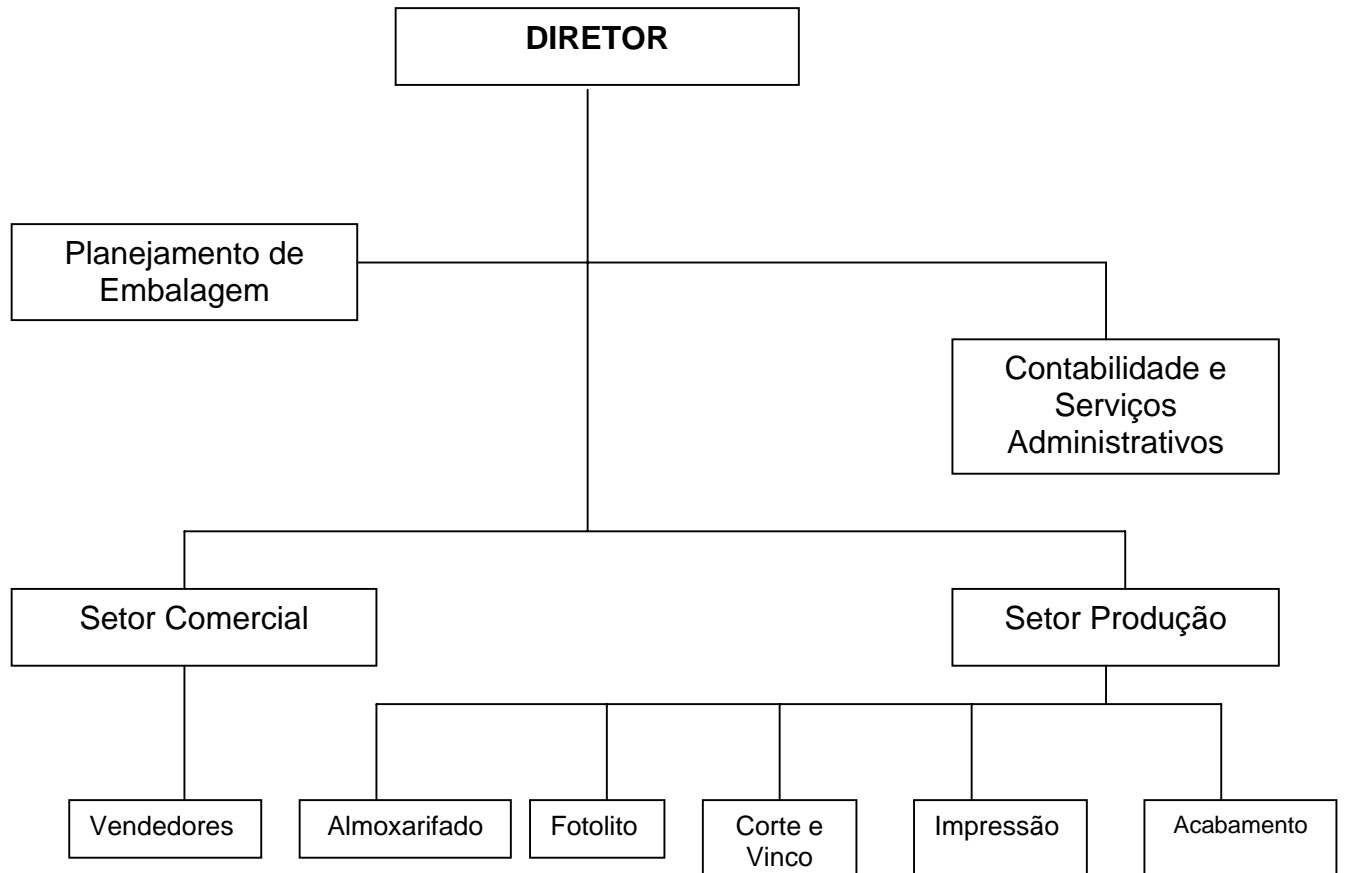 DIRETOR
Planejamento de
Embalagem
Contabilidade e
Serviços
Administrativos
Setor Comercial
Setor Produção
Vendedores
Almoxarifado
Fotolito
Corte e
Vinco
Impressão
Acabamento